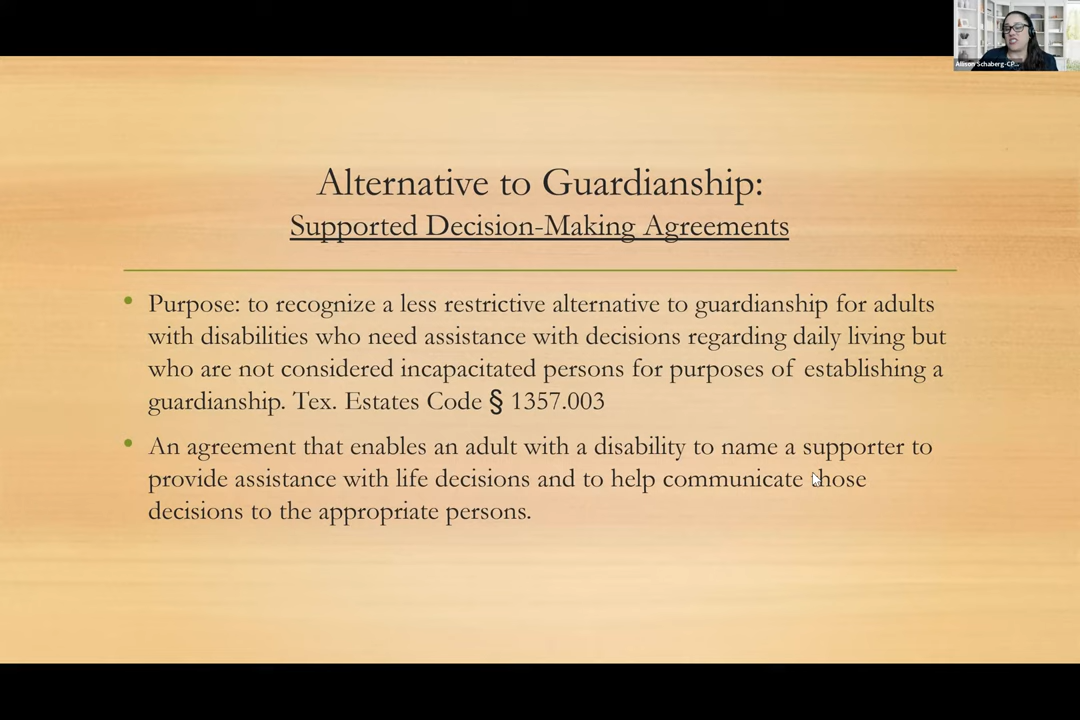 Allison Schaberg-CP...
Alternative to Guardianship:
Supported Decision-Making Agreements
• Purpose: to recognize a less restrictive alternative to guardianship for adults
with disabilities who need assistance with decisions regarding daily living but
who are not considered incapacitated persons for purposes of establishing a
guardianship. Tex. Estates Code § 1357.003
• An agreement that enables an adult with a disability to name a supporter to
provide assistance with life decisions and to help communicate those
decisions to the appropriate persons.